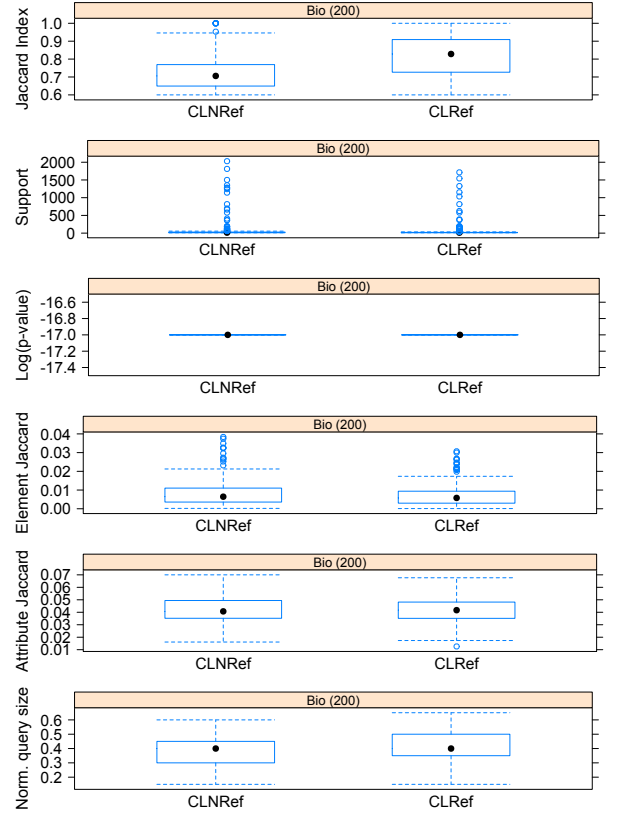 Bio (200)
Jaccard Index
1.0
0.9
0.8
0.7
0.6
CLNRef CLRef
Bio (200)
Support
2000
1500
1000
500
0
CLNRef CLRef
Bio (200)
Log(p-value)
-16.6
-16.8
-17.0
-17.2
-17.4
CLNRef CLRef
Bio (200)
Element Jaccard
0.04
0.03
0.02
0.01
0.00
CLNRef CLRef
Bio (200)
Attribute Jaccard
0.07
0.06
0.05
0.04
0.03
0.02
0.01
CLNRef CLRef
Bio (200)
Norm. query size
0.6
0.5
0.4
0.3
0.2
CLNRef CLRef